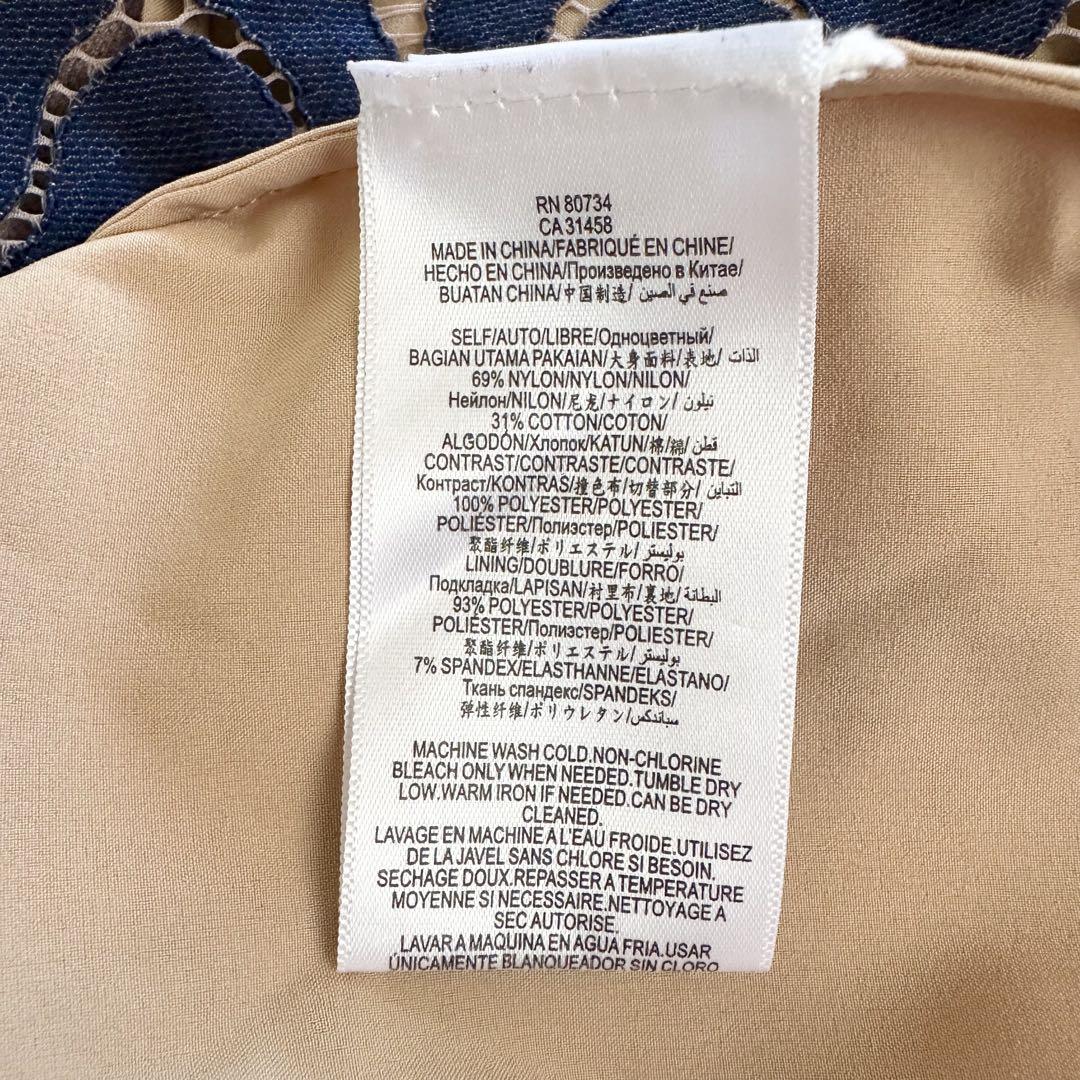 RN 80734
CA 31458
MADE IN CHINA/FABRIQUÉ EN CHINE/
HECHO EN CHINA/Произведено в Китае/
BUATAN CHINA/中国制造/ صنع في الصين
SELF/AUTO/LIBRE/Одноцветный/
BAGIAN UTAMA PAKAIAN/大身面料/表地/ الذات
69% NYLON/NYLON/NILON/
Нейлон/NILON/尼龙/ナイロン/ نيلون
31% COTTON/COTON/
ALGODÓN/Хлопок/KATUN/棉/綿/ قطن
CONTRAST/CONTRASTE/CONTRASTE/
Контраст/KONTRAS/撞色布/切替部分/ التباين
100% POLYESTER/POLYESTER/
POLIÉSTER/Полиэстер/POLIESTER/
聚酯纤维/ポリエステル/ بوليستر
LINING/DOUBLURE/FORRO/
Подкладка/LAPISAN/衬里布/裏地/ البطانة
93% POLYESTER/POLYESTER/
POLIÉSTER/Полиэстер/POLIESTER/
聚酯纤维/ポリエステル/ بوليستر
7% SPANDEX/ELASTHANNE/ELASTANO/
Ткань спандекс/SPANDEKS/
弹性纤维/ポリウレタン/ سباندكس
MACHINE WASH COLD.NON-CHLORINE
BLEACH ONLY WHEN NEEDED.TUMBLE DRY
LOW.WARM IRON IF NEEDED.CAN BE DRY
CLEANED.
LAVAGE EN MACHINE A L'EAU FROIDE.UTILISEZ
DE LA JAVEL SANS CHLORE SI BESOIN.
SECHAGE DOUX.REPASSER A TEMPERATURE
MOYENNE SI NECESSAIRE.NETTOYAGE A
SEC AUTORISE.
LAVAR A MAQUINA EN AGUA FRIA.USAR
ÚNICAMENTE BLANQUEADOR SIN CLORO